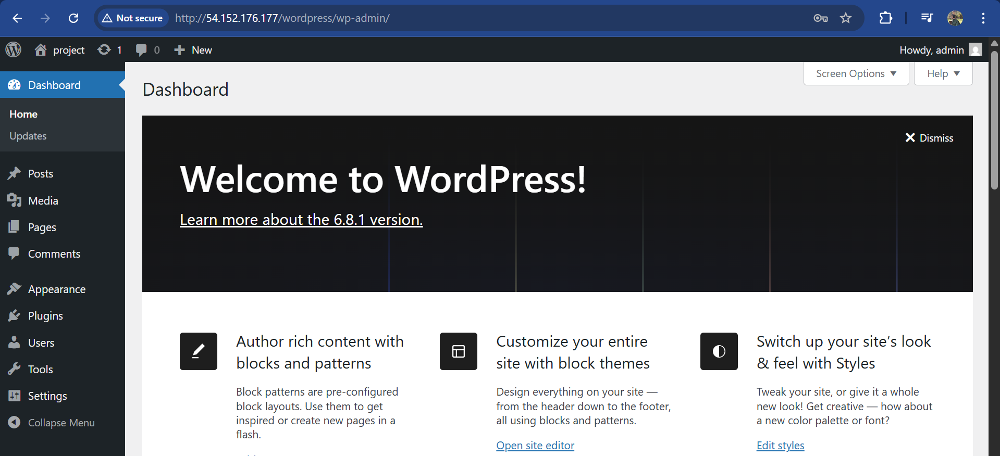 Not secure http://54.152.176.177/wordpress/wp-admin/
project 1 0 New Howdy, admin
Screen Options Help
Dashboard
Home
Updates
Posts
Media
Pages
Comments
Appearance
Plugins
Users
Tools
Settings
Collapse Menu
Dashboard
Dismiss
Welcome to WordPress!
Learn more about the 6.8.1 version.
Author rich content with
blocks and patterns
Block patterns are pre-configured
block layouts. Use them to get
inspired or create new pages in a
flash.
Customize your entire
site with block themes
Design everything on your site —
from the header down to the footer,
all using blocks and patterns.
Open site editor
Switch up your site’s look
& feel with Styles
Tweak your site, or give it a whole
new look! Get creative — how about
a new color palette or font?
Edit styles